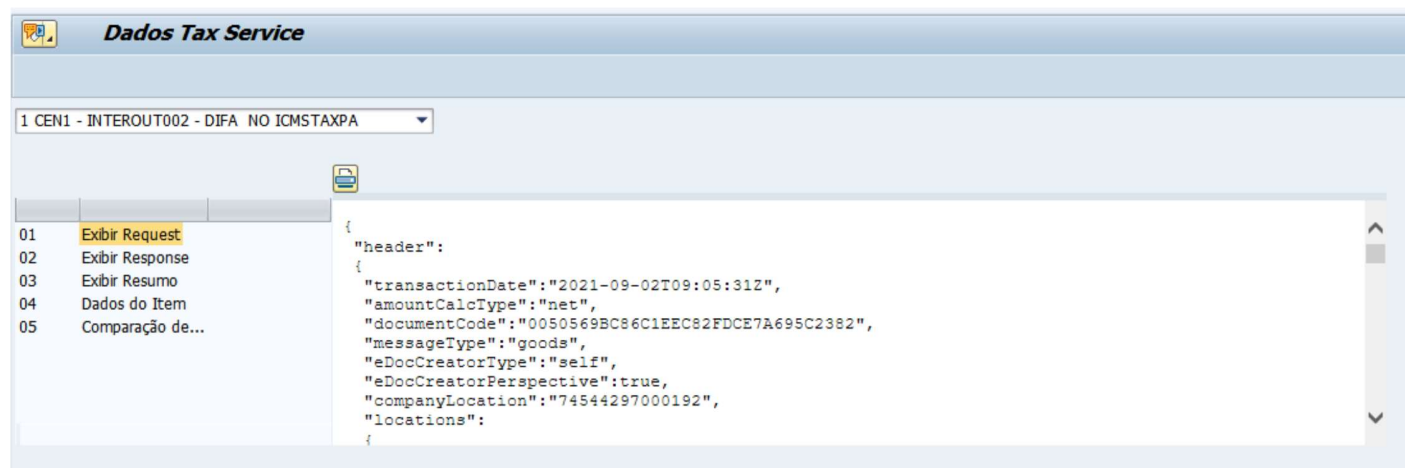 Dados Tax Service
1 CEN1 - INTEROUT002 - DIFA  NO ICMSTAXPA
01 Exibir Request
02 Exibir Response
03 Exibir Resumo
04 Dados do Item
05 Comparação de...
{
"header":
{
"transactionDate":"2021-09-02T09:05:31Z",
"amountCalcType":"net",
"documentCode":"0050569BC86C1EEC82FDCE7A695C2382",
"messageType":"goods",
"eDocCreatorType":"self",
"eDocCreatorPerspective":true,
"companyLocation":"74544297000192",
"locations":
{